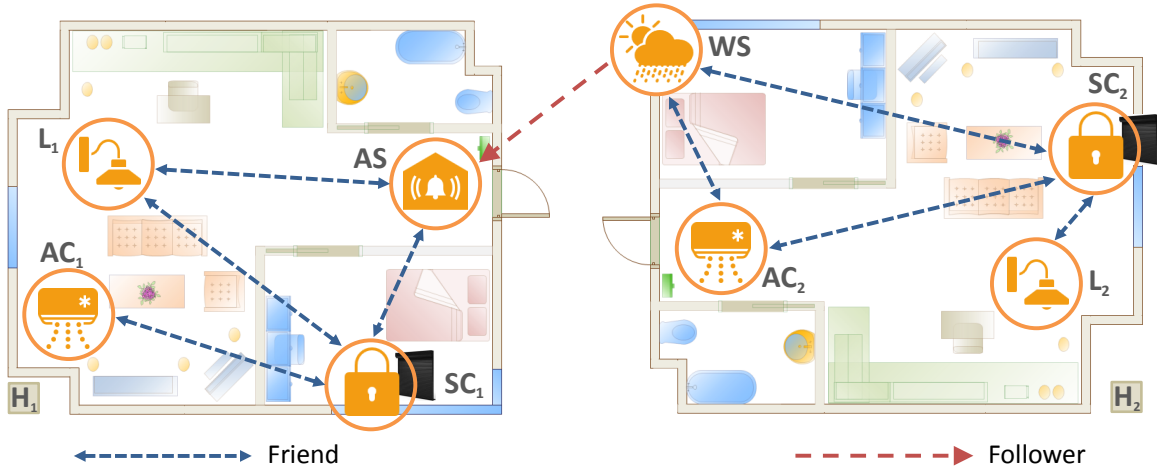 WS
SC₂
L₁
AS
AC₁
AC₂
L₂
SC₁
H₁
H₂
Friend
Follower